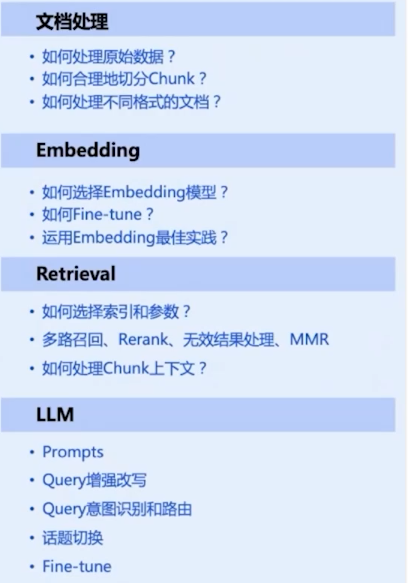 文档处理
• 如何处理原始数据？
• 如何合理地切分Chunk？
• 如何处理不同格式的文档？
Embedding
• 如何选择Embedding模型？
• 如何Fine-tune？
• 运用Embedding最佳实践？
Retrieval
• 如何选择索引和参数？
• 多路召回、Rerank、无效结果处理、MMR
• 如何处理Chunk上下文？
LLM
• Prompts
• Query增强改写
• Query意图识别和路由
• 话题切换
• Fine-tune